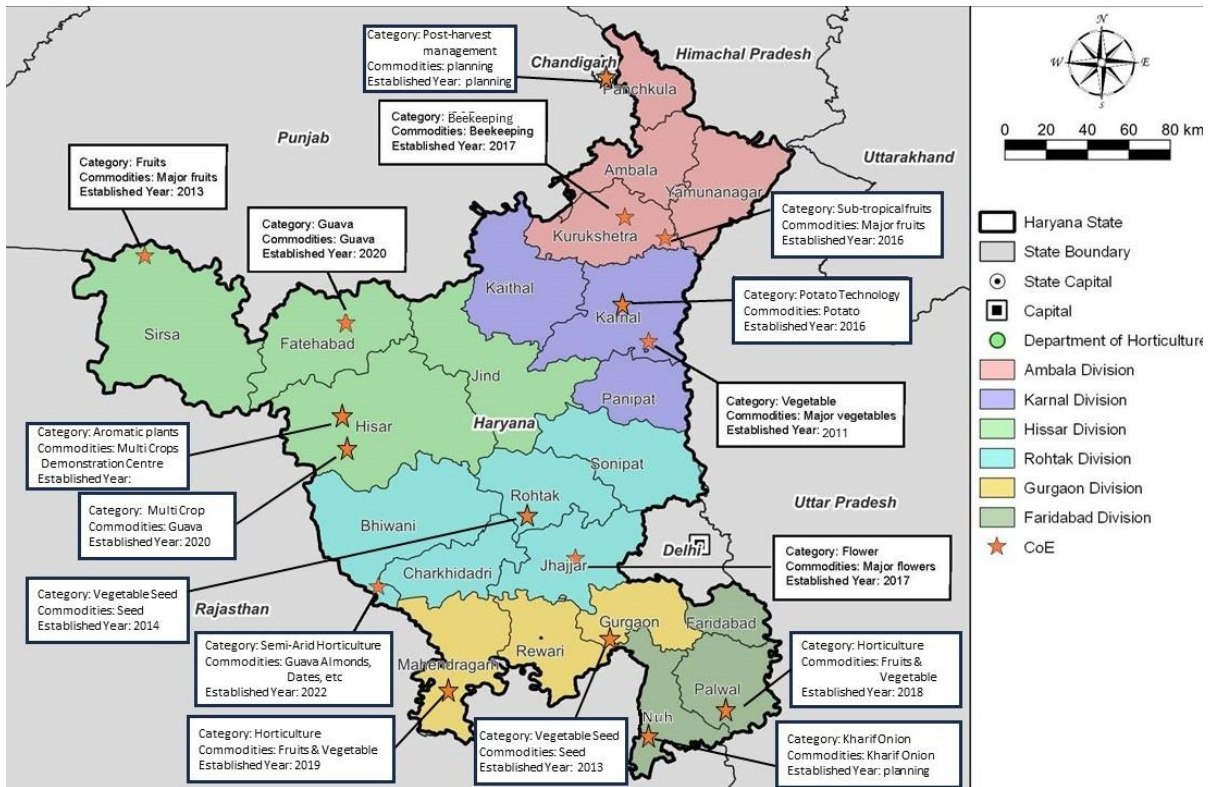 Category: Post-harvest
management
Commodities: planning
Established Year: planning
Chandigarh
Himachal Pradesh
Panchkula
N
W
E
S
0 20 40 60 80 km
Category: Beekeeping
Commodities: Beekeeping
Established Year: 2017
Punjab
Uttarakhand
Ambala
Yamunanagar
Category: Fruits
Commodities: Major fruits
Established Year: 2013
Category: Guava
Commodities: Guava
Established Year: 2020
Kurukshetra
Category: Sub-tropical fruits
Commodities: Major fruits
Established Year: 2016
Kaithal
Karnal
Category: Potato Technology
Commodities: Potato
Established Year: 2016
Sirsa
Fatehabad
Jind
Panipat
Category: Vegetable
Commodities: Major vegetables
Established Year: 2011
Haryana
Hisar
Category: Aromatic plants
Commodities: Multi Crops
Demonstration Centre
Established Year:
Category: Multi Crop
Commodities: Guava
Established Year: 2020
Sonipat
Rohtak
Bhiwani
Uttar Pradesh
Delhi
Jhajjar
Charkhidadri
Category: Flower
Commodities: Major flowers
Established Year: 2017
Category: Vegetable Seed
Commodities: Seed
Established Year: 2014
Rajasthan
Category: Semi-Arid Horticulture
Commodities: Guava Almonds,
Dates, etc
Established Year: 2022
Gurgaon
Faridabad
Rewari
Mahendragarh
Category: Horticulture
Commodities: Fruits &
Vegetable
Established Year: 2018
Palwal
Nuh
Category: Horticulture
Commodities: Fruits & Vegetable
Established Year: 2019
Category: Vegetable Seed
Commodities: Seed
Established Year: 2013
Category: Kharif Onion
Commodities: Kharif Onion
Established Year: planning
Haryana State
State Boundary
State Capital
Capital
Department of Horticulture
Ambala Division
Karnal Division
Hissar Division
Rohtak Division
Gurgaon Division
Faridabad Division
CoE